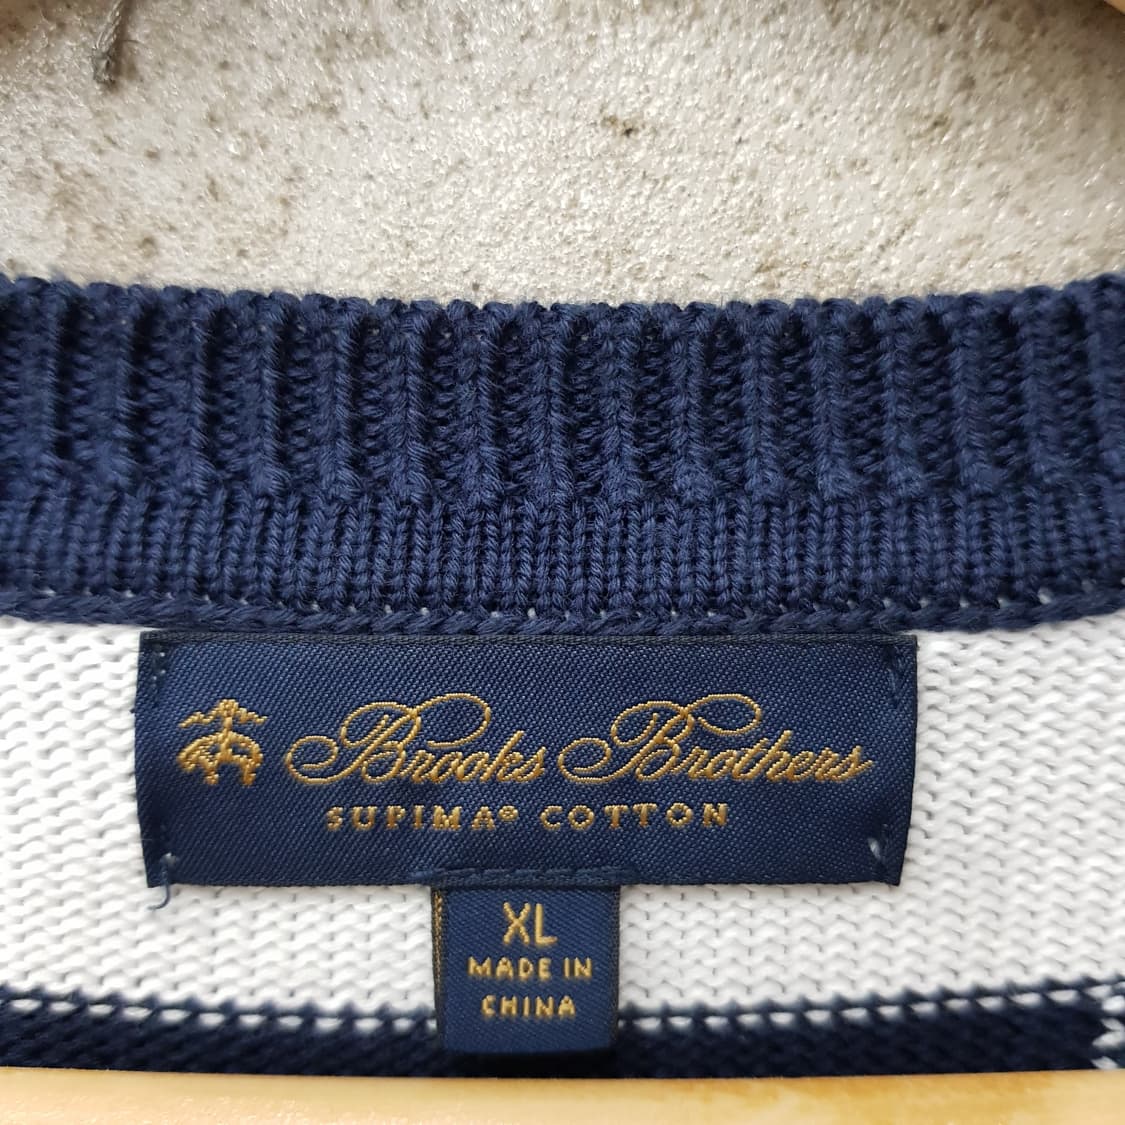 Brooks Brothers
SUPIMA® COTTON
XL
MADE IN
CHINA